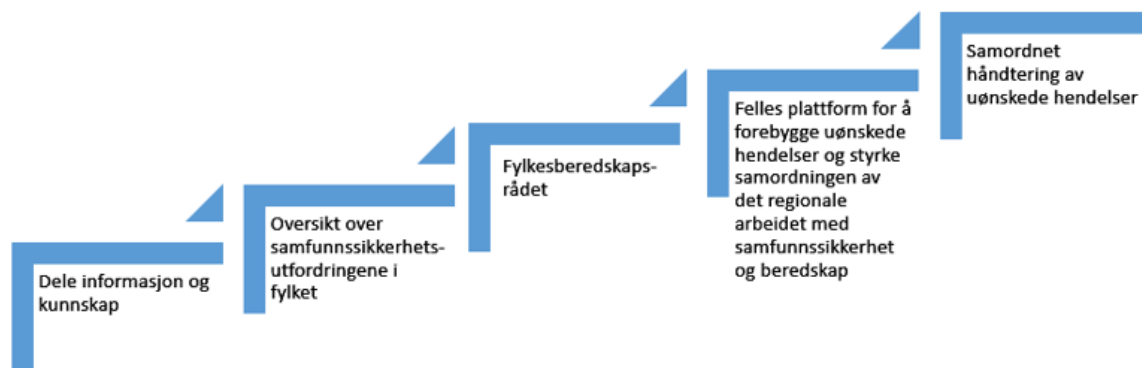 Dele informasjon og
kunnskap
Oversikt over
samfunnssikkerhets-
utfordringene i
fylket
Fylkesberedskaps-
rådet
Felles plattform for å
forebygge uønskede
hendelser og styrke
samordningen av
det regionale
arbeidet med
samfunnssikkerhet
og beredskap
Samordnet
håndtering av
uønskede hendelser